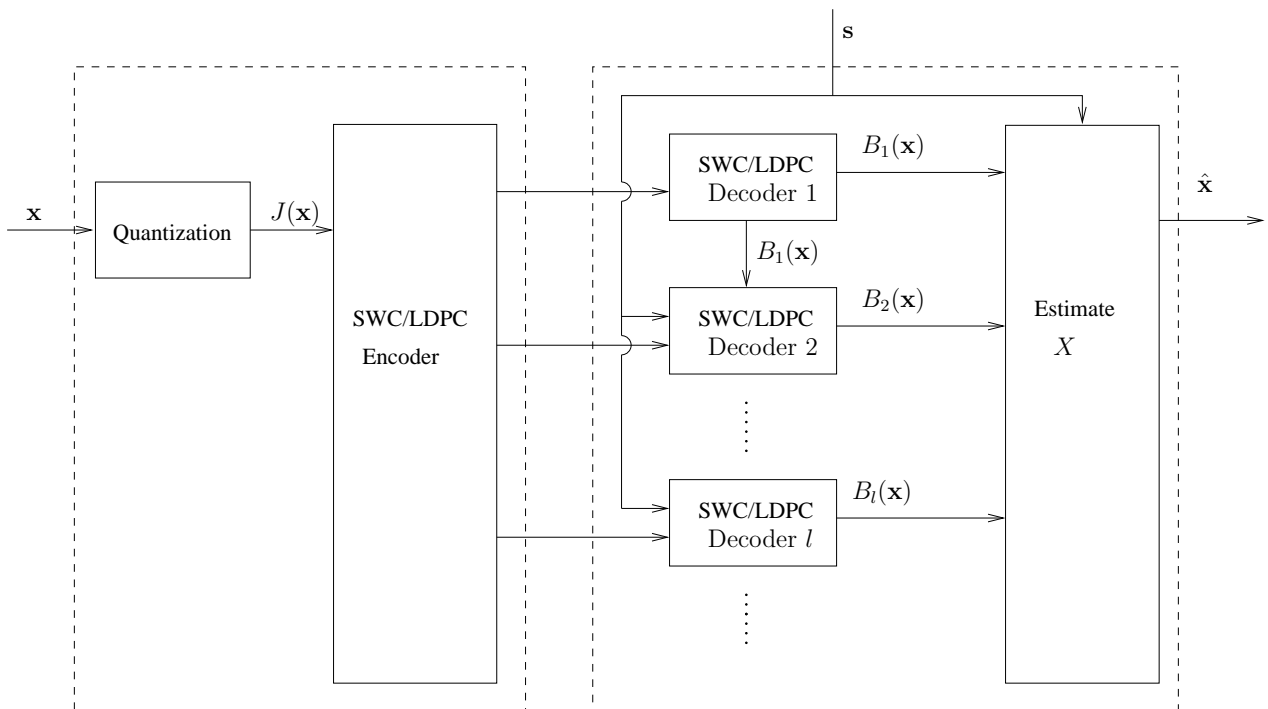 s
x
Quantization
J(x)
SWC/LDPC
Encoder
SWC/LDPC
Decoder 1
B₁(x)
B₁(x)
SWC/LDPC
Decoder 2
B₂(x)
SWC/LDPC
Decoder l
Bₗ(x)
Estimate
X
x̂